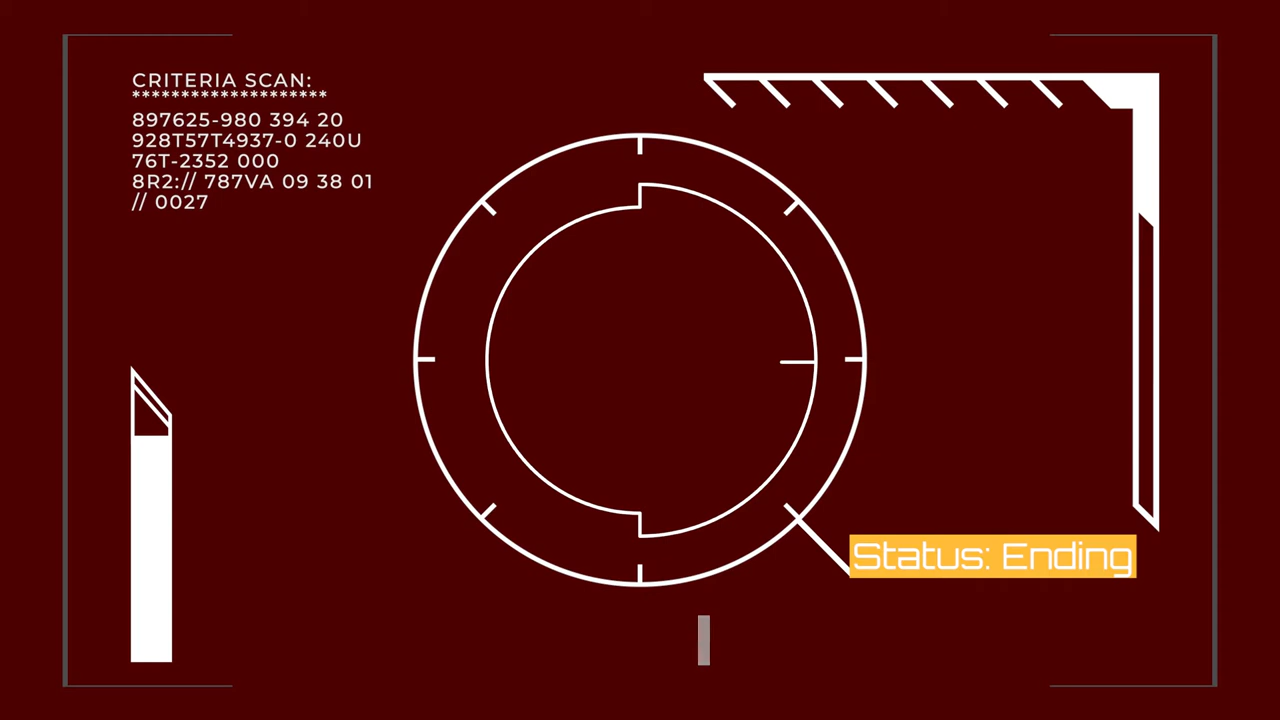 CRITERIA SCAN:
********************
897625-980 394 20
928T57T4937-0 240U
76T-2352 000
8R2:// 787VA 09 38 01
// 0027
Status: Ending